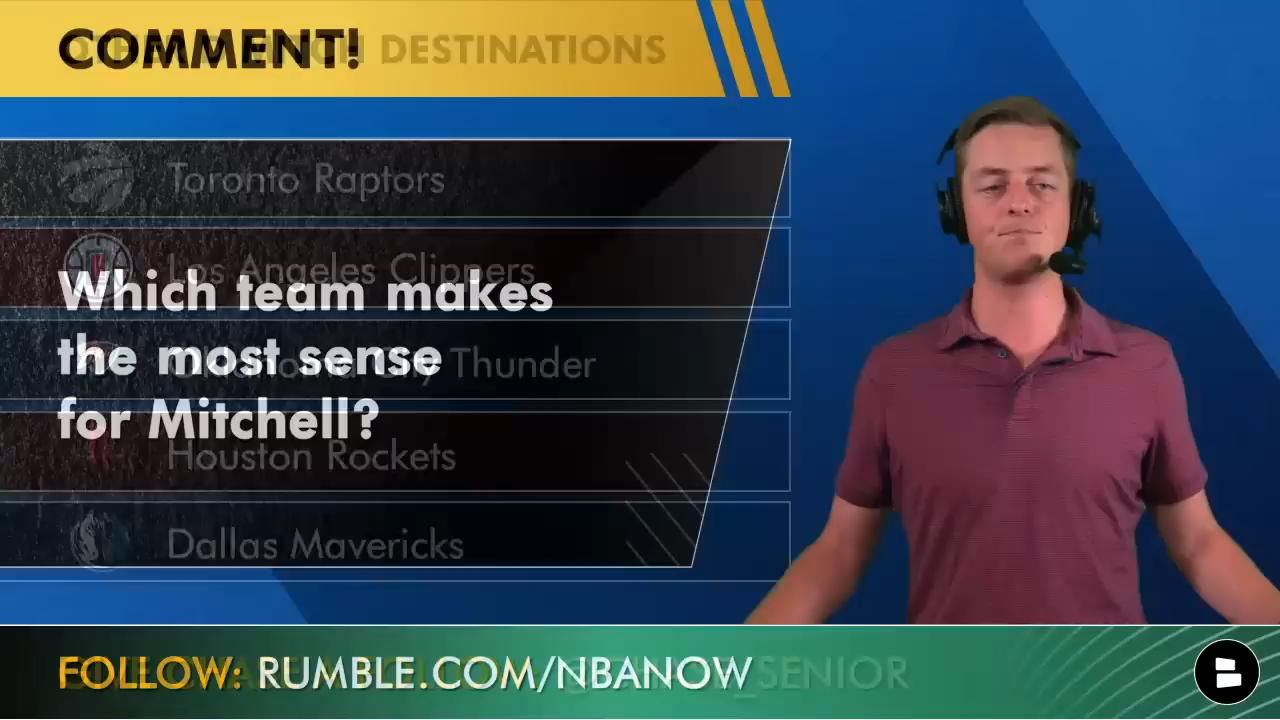 COMMENT!
DESTINATIONS
Toronto Raptors
Los Angeles Clippers
Which team makes
the most sense
Thunder
for Mitchell?
Houston Rockets
Dallas Mavericks
FOLLOW: RUMBLE.COM/NBANOW
_SENIOR